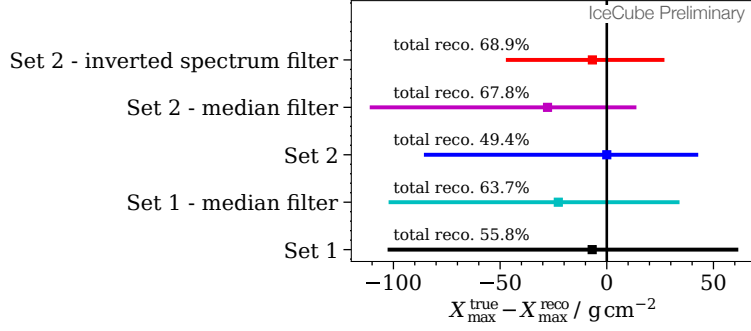 IceCube Preliminary
Set 2 - inverted spectrum filter
total reco. 68.9%
Set 2 - median filter
total reco. 67.8%
Set 2
total reco. 49.4%
Set 1 - median filter
total reco. 63.7%
Set 1
total reco. 55.8%
−100 −50 0 50
X_max^true − X_max^reco / g cm^−2